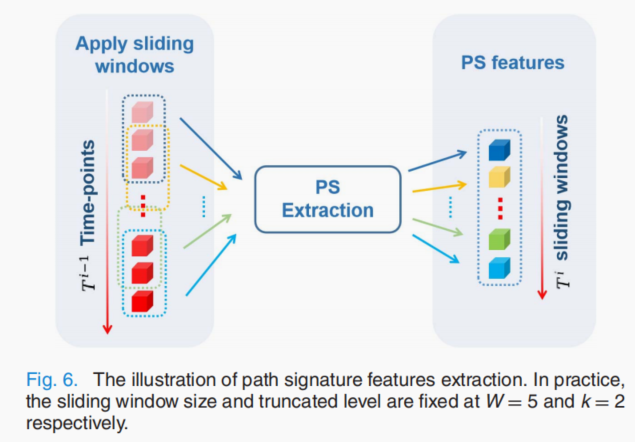 Apply sliding
windows
PS features
T^{i-1} Time-points
PS
Extraction
T^i sliding windows
Fig. 6. The illustration of path signature features extraction. In practice,
the sliding window size and truncated level are fixed at W = 5 and k = 2
respectively.